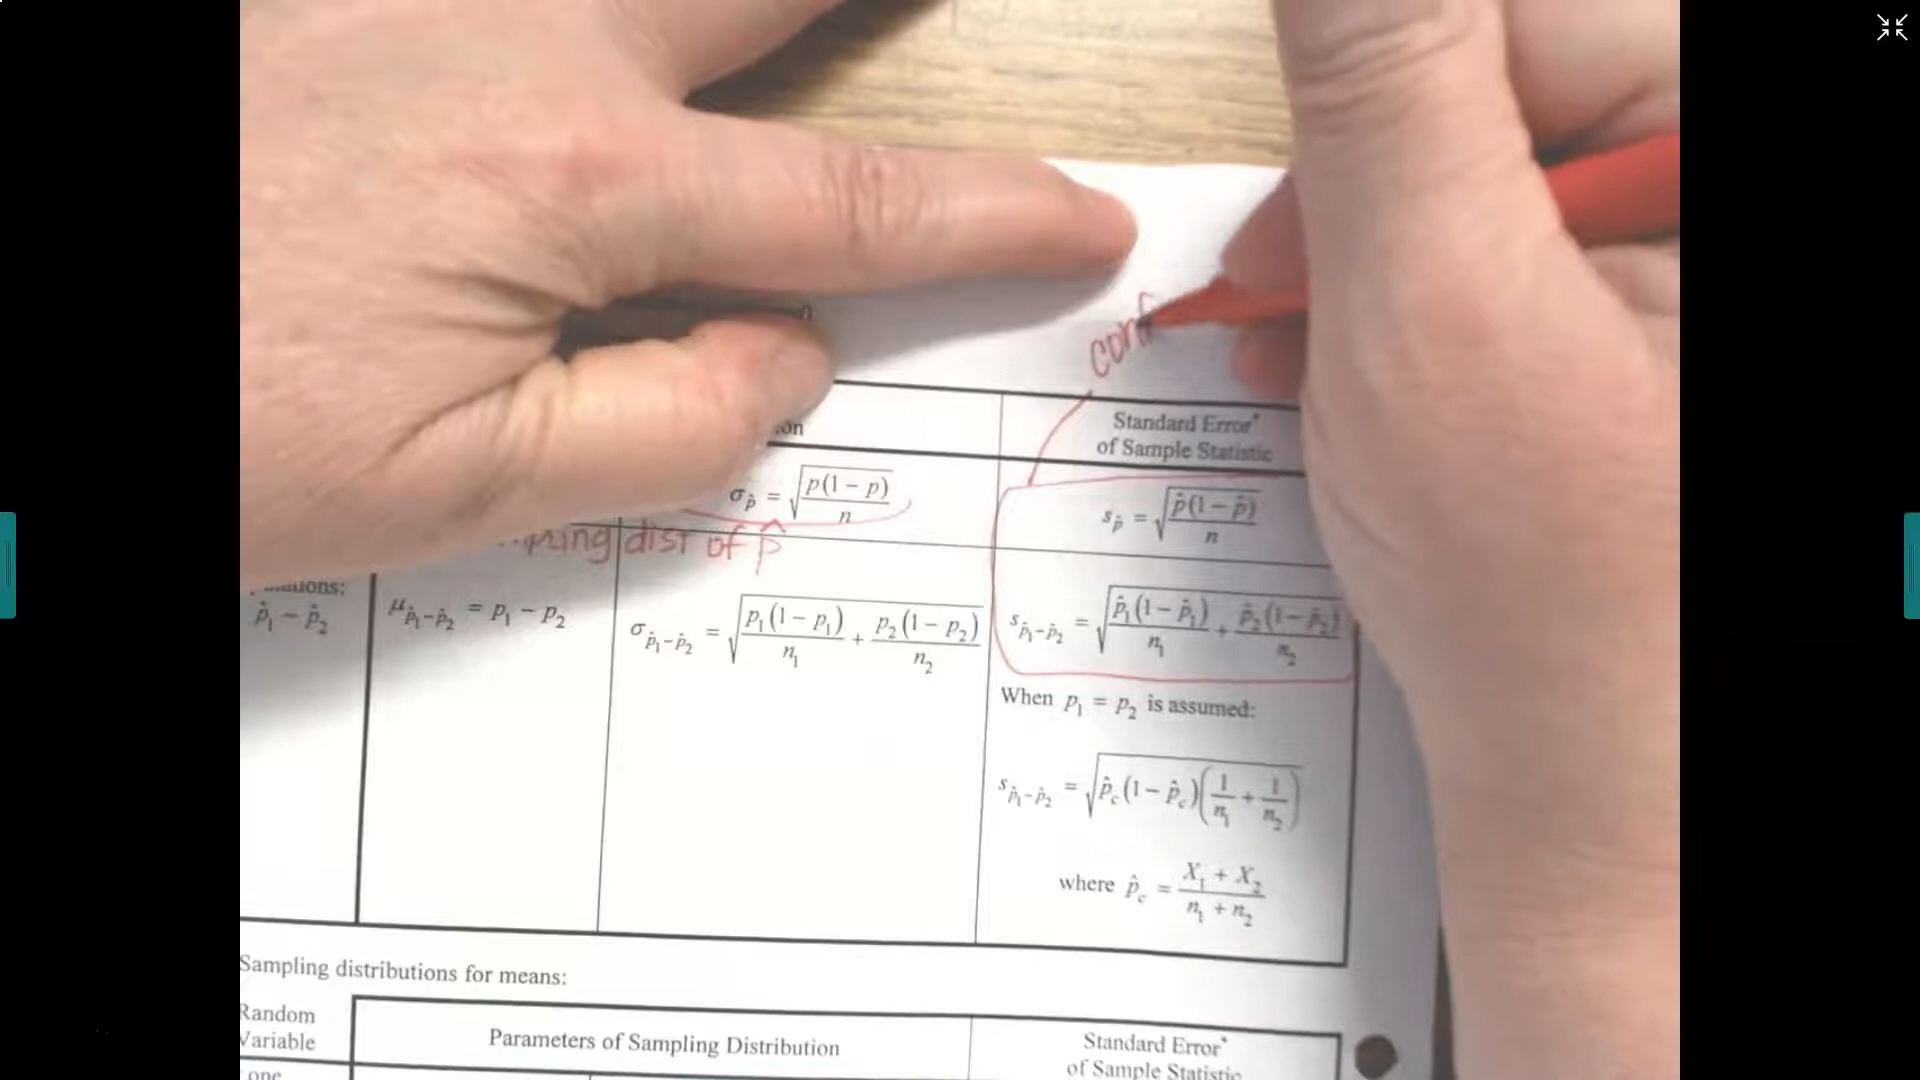 conf
Standard Error*
of Sample Statistic
σ_p̂ = √(p(1 − p)/n)
s_p̂ = √(p̂(1 − p̂)/n)
dist of p̂
p̂₁ − p̂₂
μ_p̂₁−p̂₂ = p₁ − p₂
σ_p̂₁−p̂₂ = √(p₁(1 − p₁)/n₁ + p₂(1 − p₂)/n₂)
s_p̂₁−p̂₂ = √(p̂₁(1 − p̂₁)/n₁ + p̂₂(1 − p̂₂)/n₂)
When p₁ = p₂ is assumed:
s_p̂₁−p̂₂ = √(p̂_c(1 − p̂_c)(1/n₁ + 1/n₂))
where p̂_c = (X₁ + X₂)/(n₁ + n₂)
Sampling distributions for means:
Random
Variable
Parameters of Sampling Distribution
Standard Error*
of Sample Statistic
one